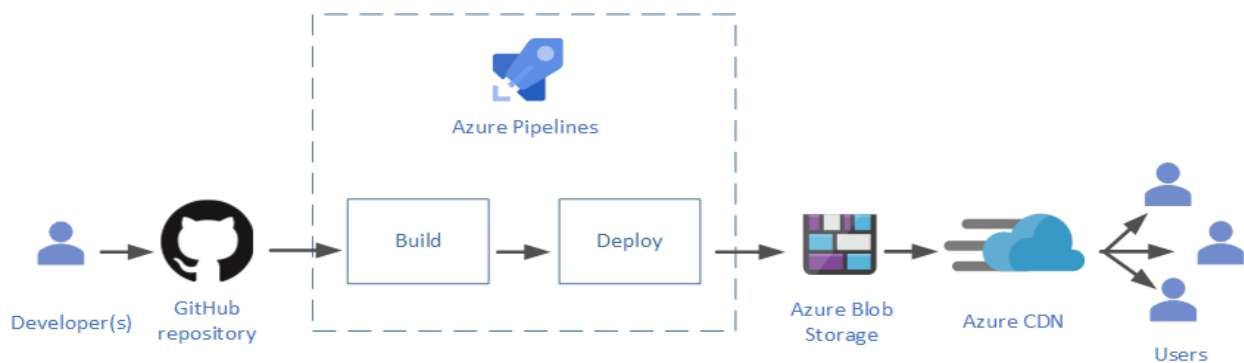 Azure Pipelines
Build
Deploy
Developer(s)
GitHub
repository
Azure Blob
Storage
Azure CDN
Users